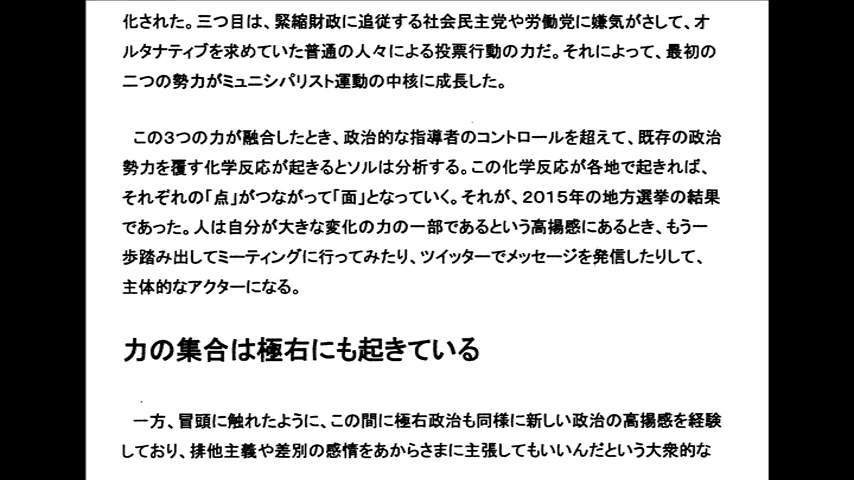 化された。三つ目は、緊縮財政に追従する社会民主党や労働党に嫌気がさして、オ
ルタナティブを求めていた普通の人々による投票行動の力だ。それによって、最初の
二つの勢力がミュニシパリスト運動の中核に成長した。
この3つの力が融合したとき、政治的な指導者のコントロールを超えて、既存の政治
勢力を覆す化学反応が起きるとソルは分析する。この化学反応が各地で起きれば、
それぞれの「点」がつながって「面」となっていく。それが、2015年の地方選挙の結果
であった。人は自分が大きな変化の力の一部であるという高揚感にあるとき、もう一
歩踏み出してミーティングに行ってみたり、ツイッターでメッセージを発信したりして、
主体的なアクターになる。
力の集合は極右にも起きている
一方、冒頭に触れたように、この間に極右政治も同様に新しい政治の高揚感を経験
しており、排他主義や差別の感情をあからさまに主張してもいいんだという大衆的な